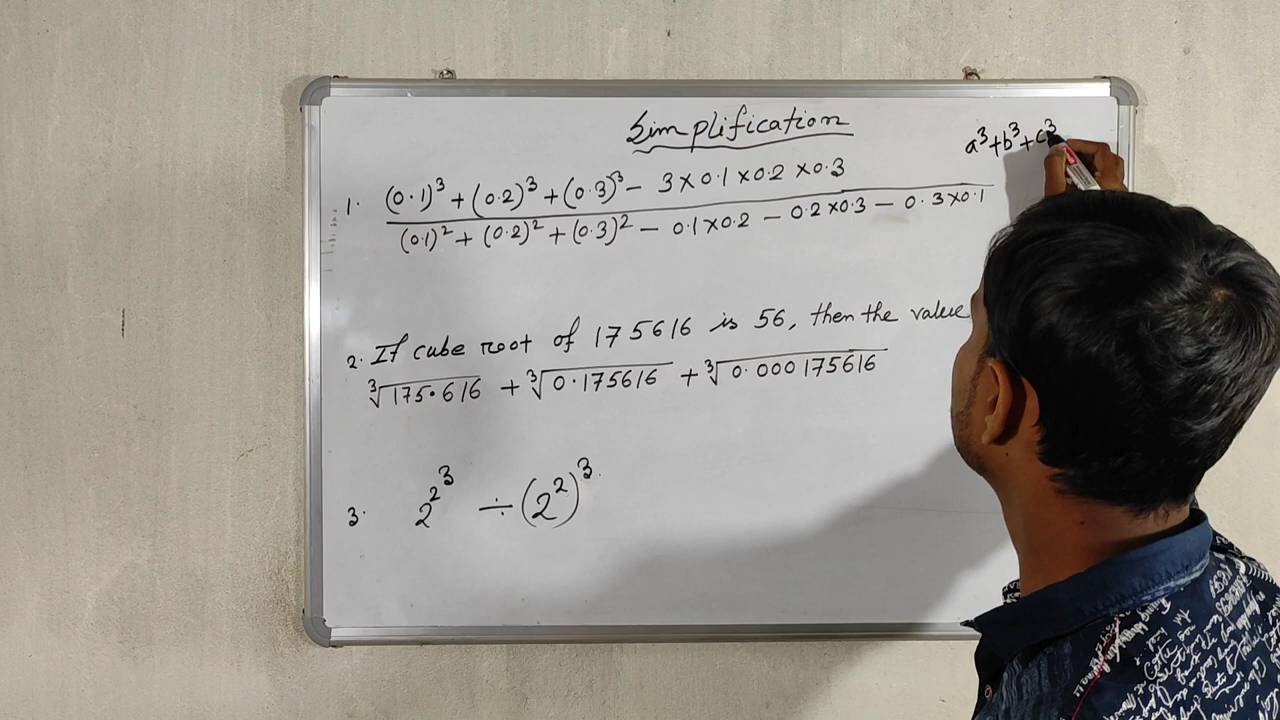 Simplification
a³+b³+c³
1. (0.1)³ + (0.2)³ + (0.3)³ - 3×0.1×0.2×0.3
(0.1)² + (0.2)² + (0.3)² - 0.1×0.2 - 0.2×0.3 - 0.3×0.1
2. If cube root of 175616 is 56, then the value
∛175.616 + ∛0.175616 + ∛0.000175616
3. 2^2^3 ÷ (2²)³